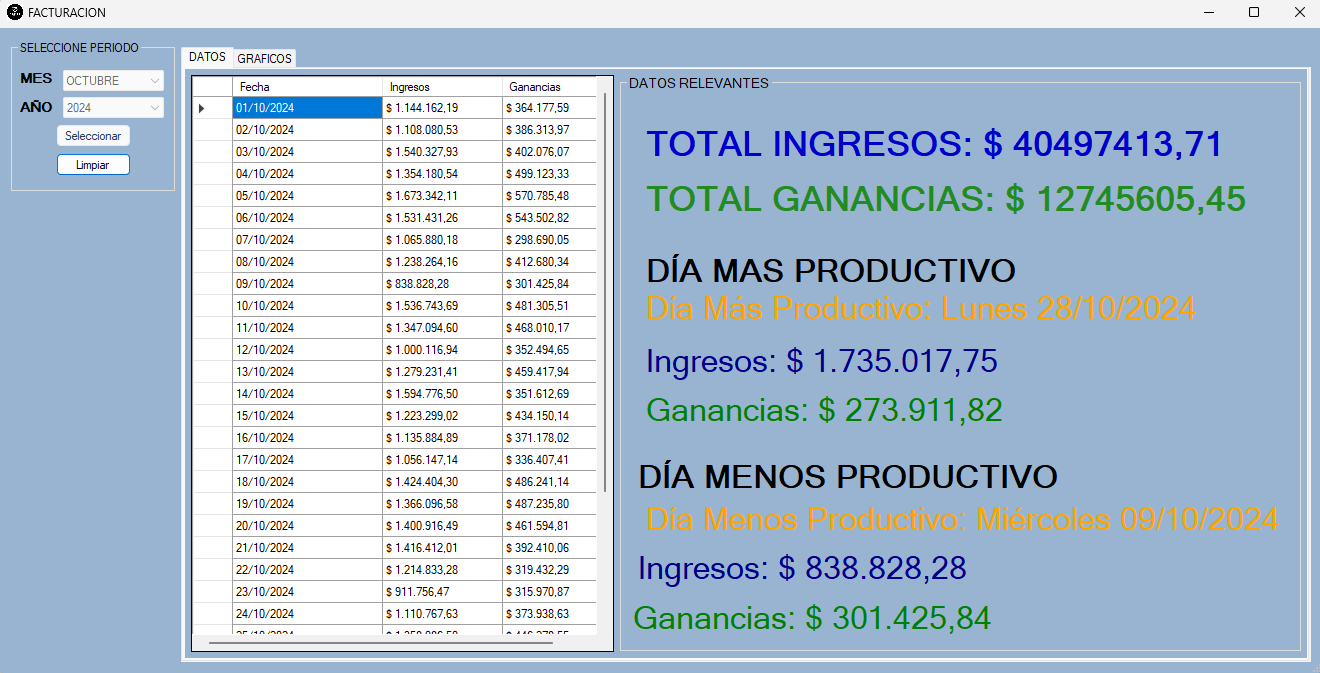 FACTURACION
SELECCIONE PERIODO
MES OCTUBRE
AÑO 2024
Seleccionar
Limpiar
DATOS GRAFICOS
Fecha Ingresos Ganancias
01/10/2024 $ 1.144.162,19 $ 364.177,59
02/10/2024 $ 1.108.080,53 $ 386.313,97
03/10/2024 $ 1.540.327,93 $ 402.076,07
04/10/2024 $ 1.354.180,54 $ 499.123,33
05/10/2024 $ 1.673.342,11 $ 570.785,48
06/10/2024 $ 1.531.431,26 $ 543.502,82
07/10/2024 $ 1.065.880,18 $ 298.690,05
08/10/2024 $ 1.238.264,16 $ 412.680,34
09/10/2024 $ 838.828,28 $ 301.425,84
10/10/2024 $ 1.536.743,69 $ 481.305,51
11/10/2024 $ 1.347.094,60 $ 468.010,17
12/10/2024 $ 1.000.116,94 $ 352.494,65
13/10/2024 $ 1.279.231,41 $ 459.417,94
14/10/2024 $ 1.594.776,50 $ 351.612,69
15/10/2024 $ 1.223.299,02 $ 434.150,14
16/10/2024 $ 1.135.884,89 $ 371.178,02
17/10/2024 $ 1.056.147,14 $ 336.407,41
18/10/2024 $ 1.424.404,30 $ 486.241,14
19/10/2024 $ 1.366.096,58 $ 487.235,80
20/10/2024 $ 1.400.916,49 $ 461.594,81
21/10/2024 $ 1.416.412,01 $ 392.410,06
22/10/2024 $ 1.214.833,28 $ 319.432,29
23/10/2024 $ 911.756,47 $ 315.970,87
24/10/2024 $ 1.110.767,63 $ 373.938,63
DATOS RELEVANTES
TOTAL INGRESOS: $ 40497413,71
TOTAL GANANCIAS: $ 12745605,45
DÍA MAS PRODUCTIVO
Día Más Productivo: Lunes 28/10/2024
Ingresos: $ 1.735.017,75
Ganancias: $ 273.911,82
DÍA MENOS PRODUCTIVO
Día Menos Productivo: Miércoles 09/10/2024
Ingresos: $ 838.828,28
Ganancias: $ 301.425,84